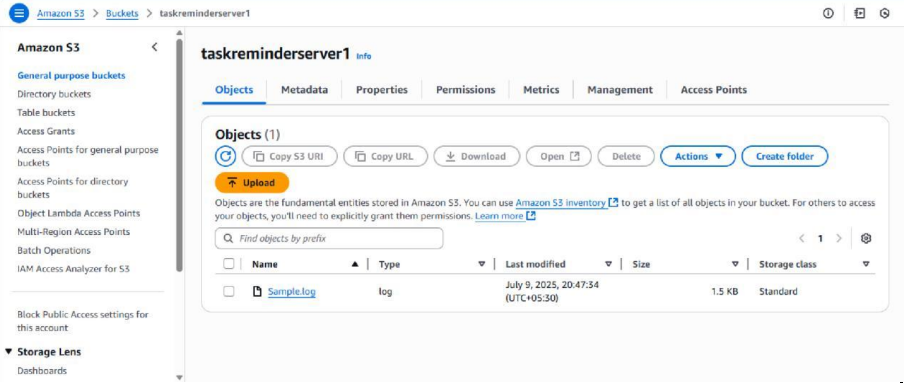 Amazon S3 > Buckets > taskreminderserver1
Amazon S3
General purpose buckets
Directory buckets
Table buckets
Access Grants
Access Points for general purpose
buckets
Access Points for directory
buckets
Object Lambda Access Points
Multi-Region Access Points
Batch Operations
IAM Access Analyzer for S3
Block Public Access settings for
this account
Storage Lens
Dashboards
taskreminderserver1 Info
Objects Metadata Properties Permissions Metrics Management Access Points
Objects (1)
Copy S3 URI Copy URL Download Open Delete Actions Create folder
Upload
Objects are the fundamental entities stored in Amazon S3. You can use Amazon S3 inventory to get a list of all objects in your bucket. For others to access
your objects, you'll need to explicitly grant them permissions. Learn more
Find objects by prefix
< 1 >
Name Type Last modified Size Storage class
Sample.log log July 9, 2025, 20:47:34 1.5 KB Standard
(UTC+05:30)